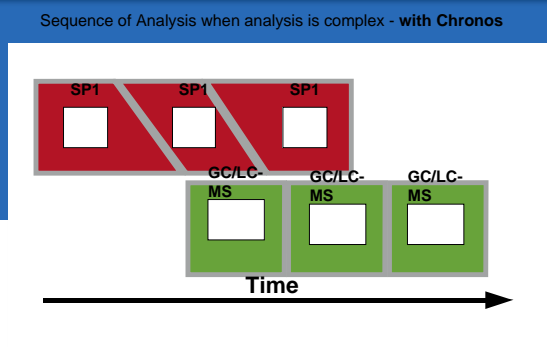 Sequence of Analysis when analysis is complex - with Chronos
SP1 SP1 SP1
GC/LC-
MS
GC/LC-
MS
GC/LC-
MS
Time